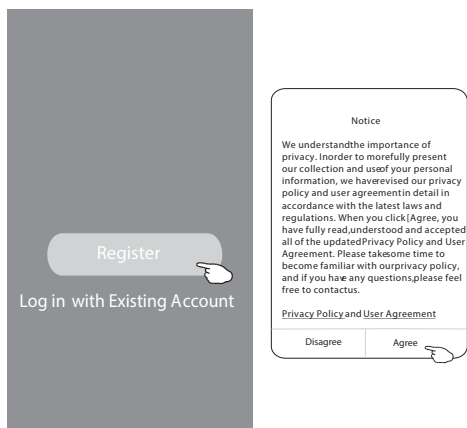 Register
Log in with Existing Account
Notice
We understandthe importance of
privacy. Inorder to morefully present
our collection and useof your personal
information, we haverevised our privacy
policy and user agreementin detail in
accordance with the latest laws and
regulations. When you click[Agree, you
have fully read,understood and accepted
all of the updatedPrivacy Policy and User
Agreement. Please takesome time to
become familiar with ourprivacy policy,
and if you have any questions,please feel
free to contactus.
Privacy Policy and User Agreement
Disagree
Agree